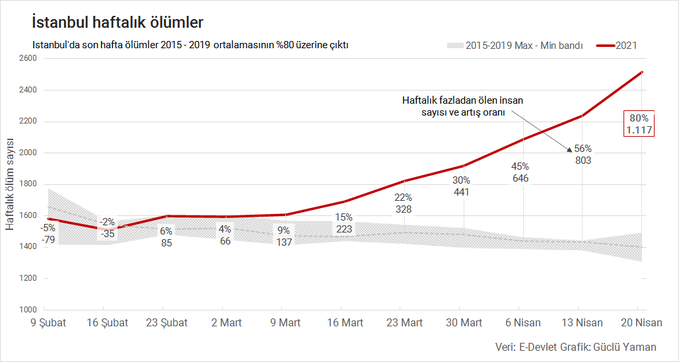 İstanbul haftalık ölümler
İstanbul'da son hafta ölümler 2015 - 2019 ortalamasının %80 üzerine çıktı
2015-2019 Max - Min bandı
2021
2600
2400
2200
2000
1800
1600
1400
1200
1000
Haftalık ölüm sayısı
Haftalık fazladan ölen insan
sayısı ve artış oranı
-5%
-79
-2%
-35
6%
85
4%
66
9%
137
15%
223
22%
328
30%
441
45%
646
56%
803
80%
1.117
9 Şubat
16 Şubat
23 Şubat
2 Mart
9 Mart
16 Mart
23 Mart
30 Mart
6 Nisan
13 Nisan
20 Nisan
Veri: E-Devlet Grafik: Güçlü Yaman